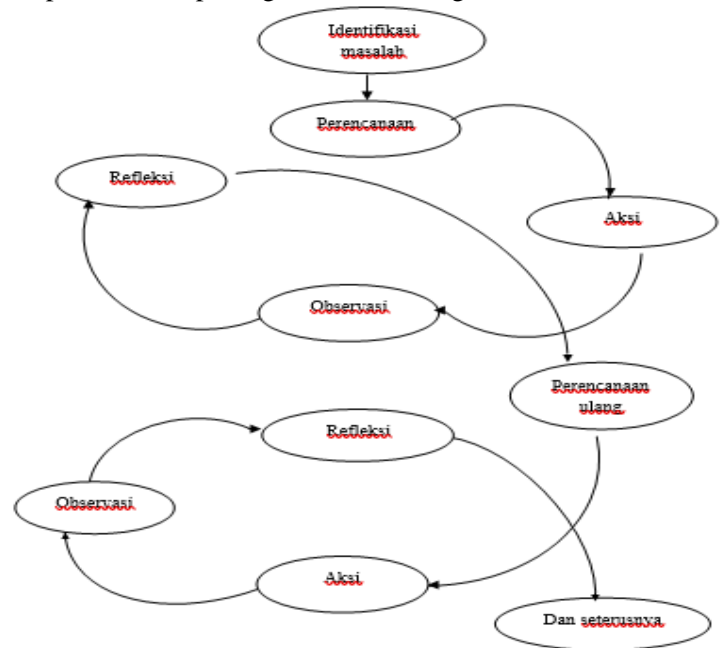 Identifikasi
masalah
Perencanaan
Refleksi
Aksi
Observasi
Perencanaan
ulang
Refleksi
Observasi
Aksi
Dan seterusnya